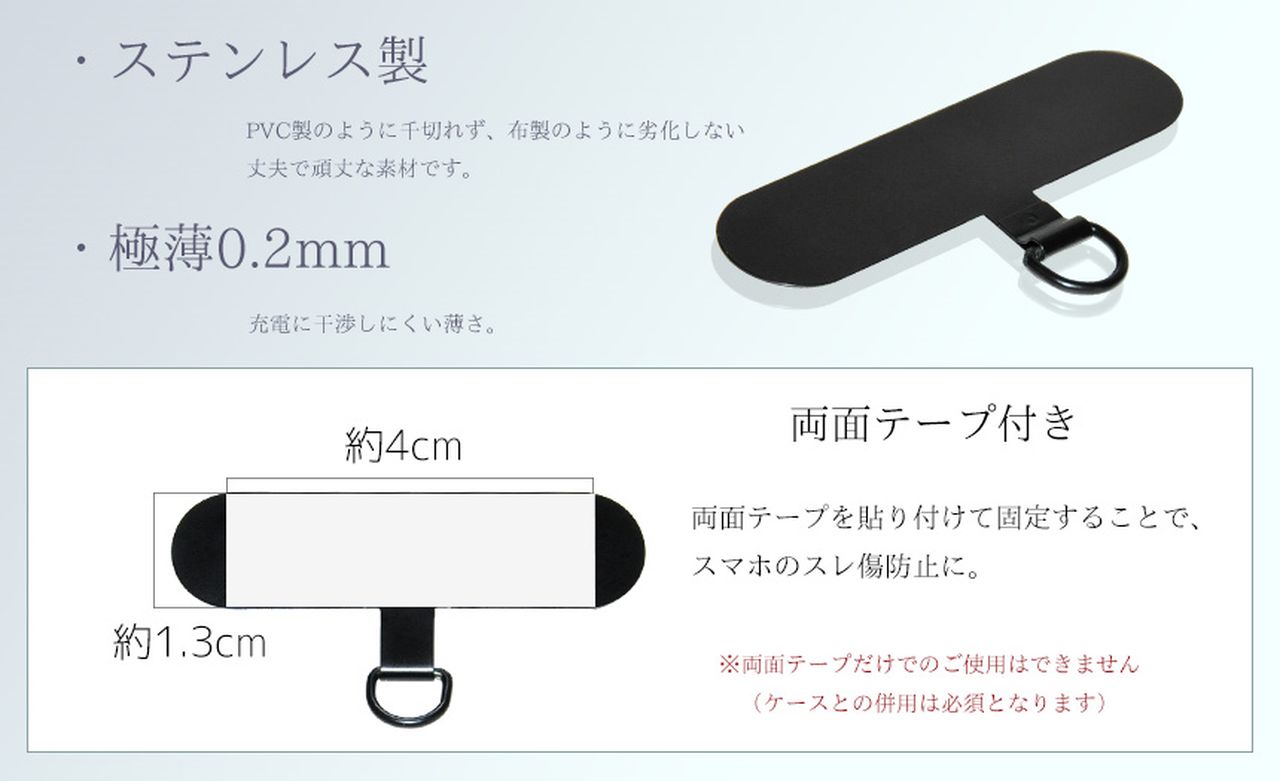 ・ステンレス製
PVC製のように千切れず、布製のように劣化しない
丈夫で頑丈な素材です。
・極薄0.2mm
充電に干渉しにくい薄さ。
両面テープ付き
約4cm
両面テープを貼り付けて固定することで、
スマホのスレ傷防止に。
約1.3cm
※両面テープだけでのご使用はできません
（ケースとの併用は必須となります）